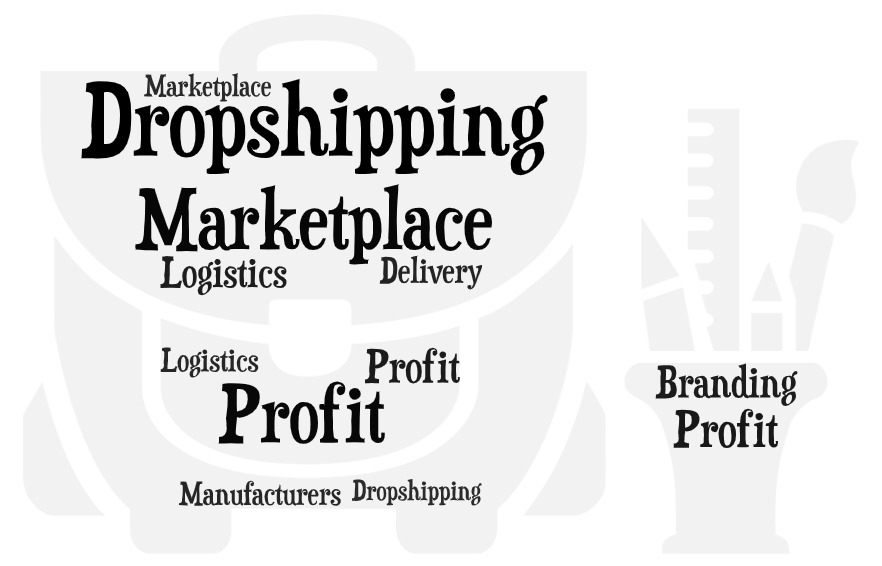 Marketplace
Dropshipping
Marketplace
Logistics Delivery
Logistics Profit
Profit
Manufacturers Dropshipping
Branding
Profit